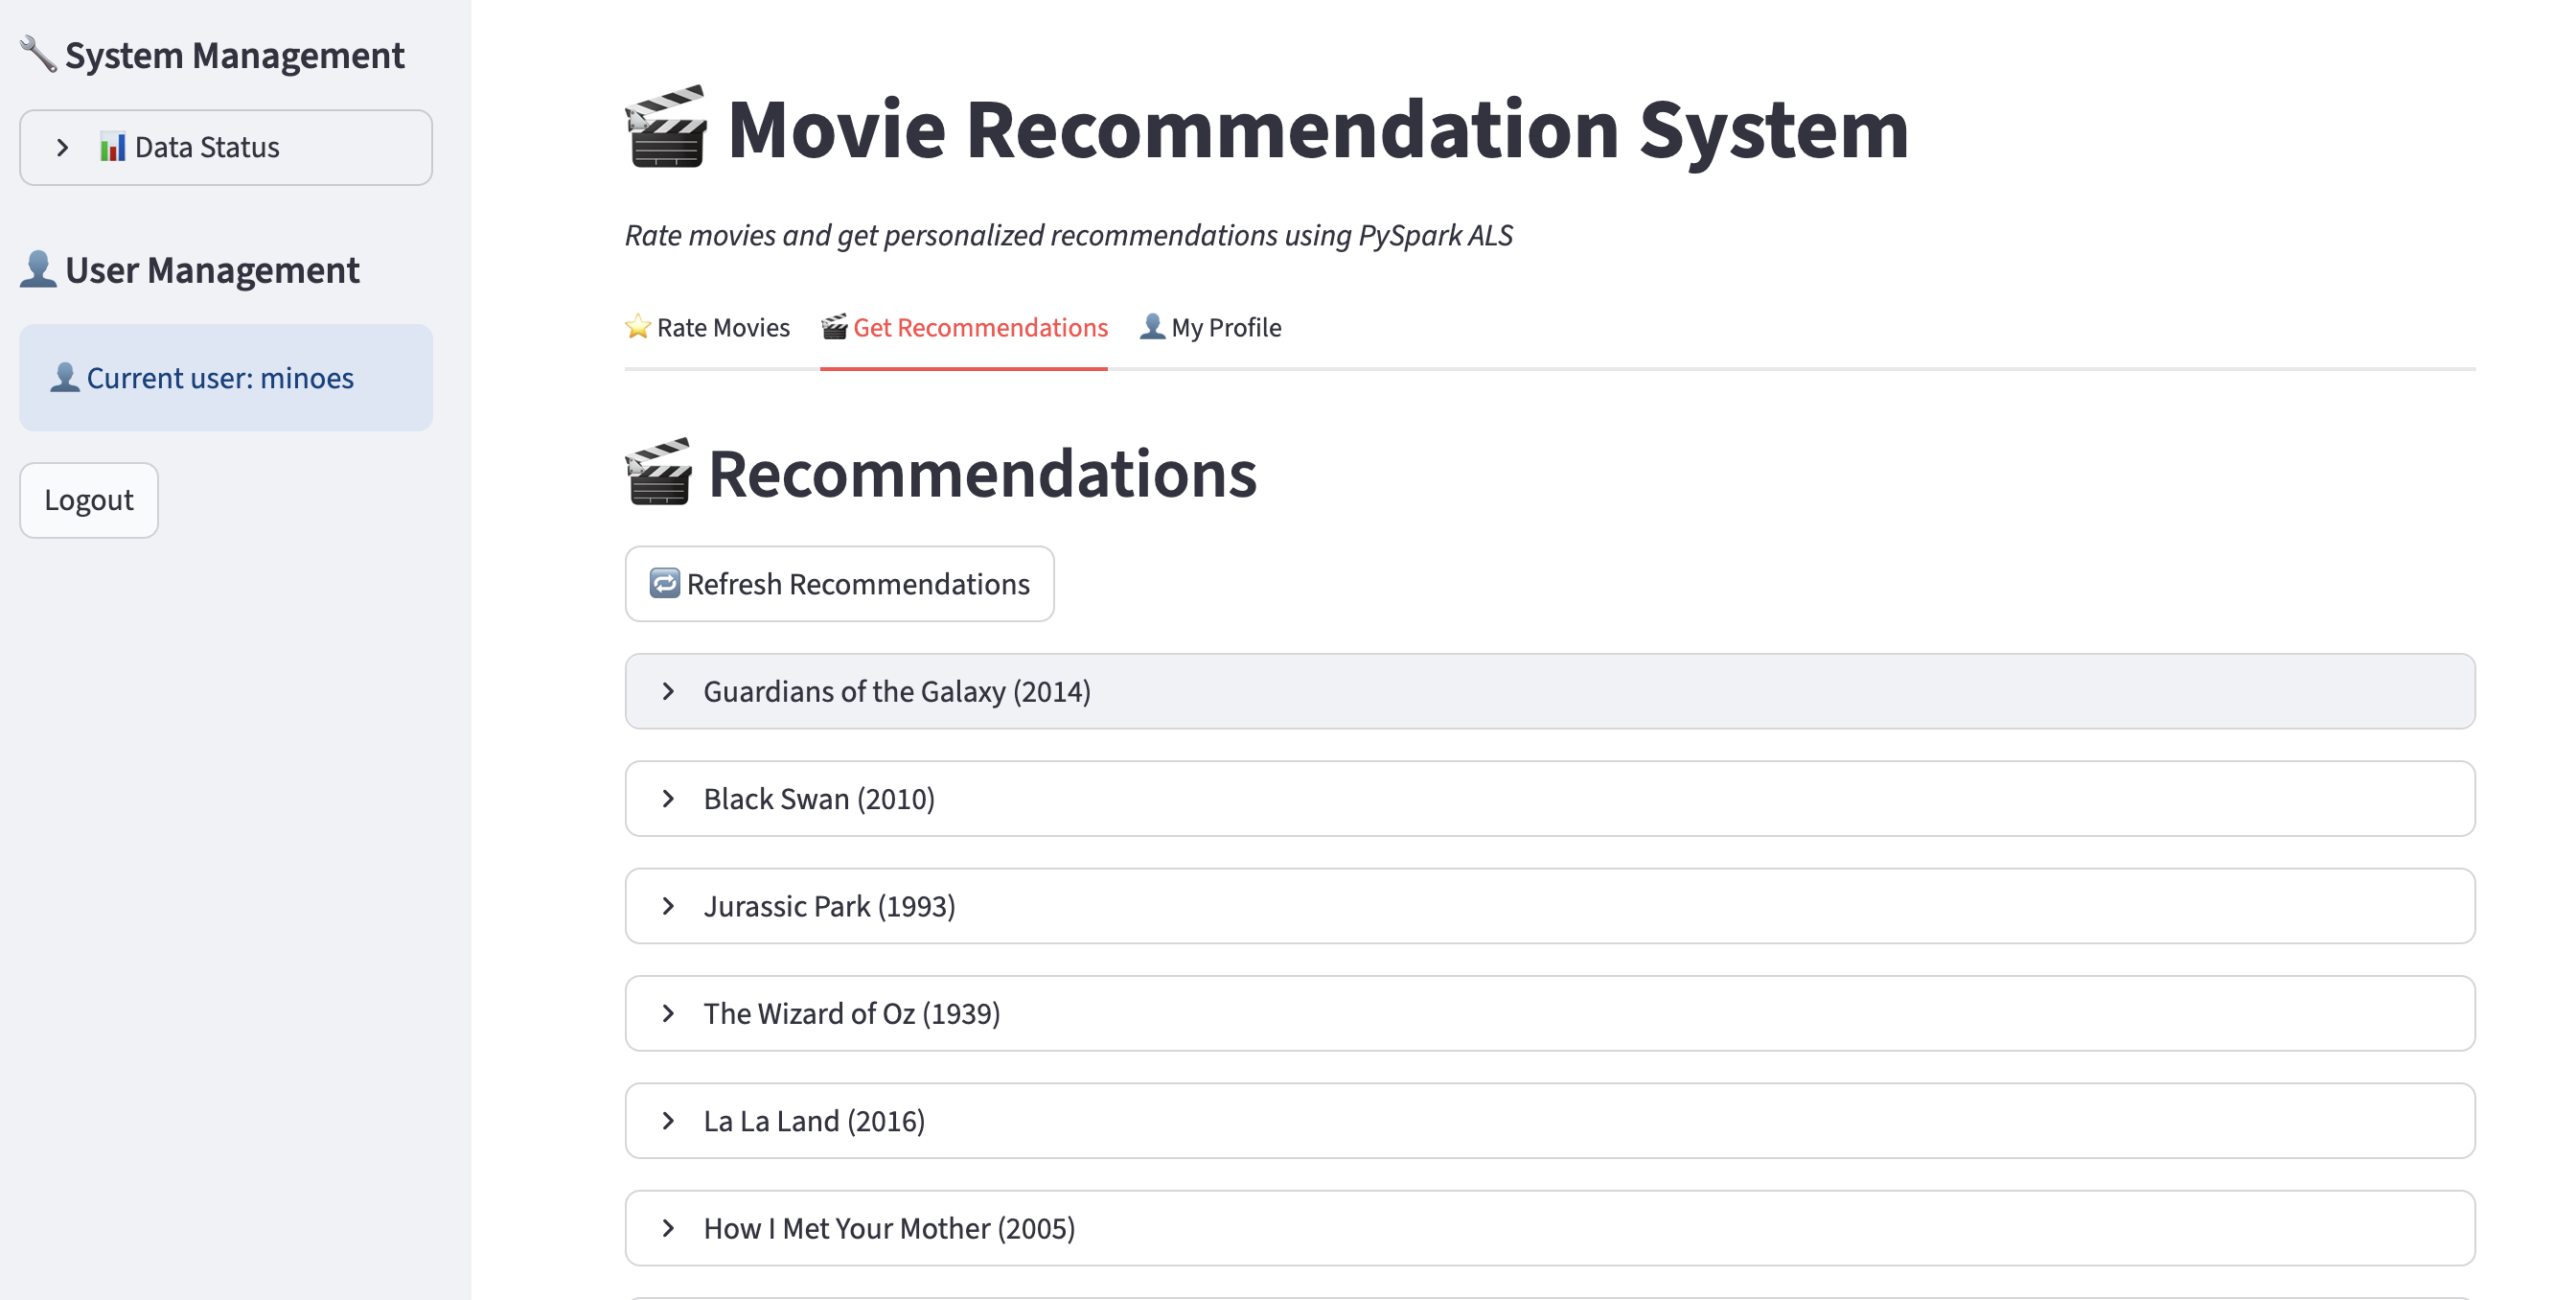 System Management
Data Status
User Management
Current user: minoes
Logout
Movie Recommendation System
Rate movies and get personalized recommendations using PySpark ALS
Rate Movies Get Recommendations My Profile
Recommendations
Refresh Recommendations
Guardians of the Galaxy (2014)
Black Swan (2010)
Jurassic Park (1993)
The Wizard of Oz (1939)
La La Land (2016)
How I Met Your Mother (2005)